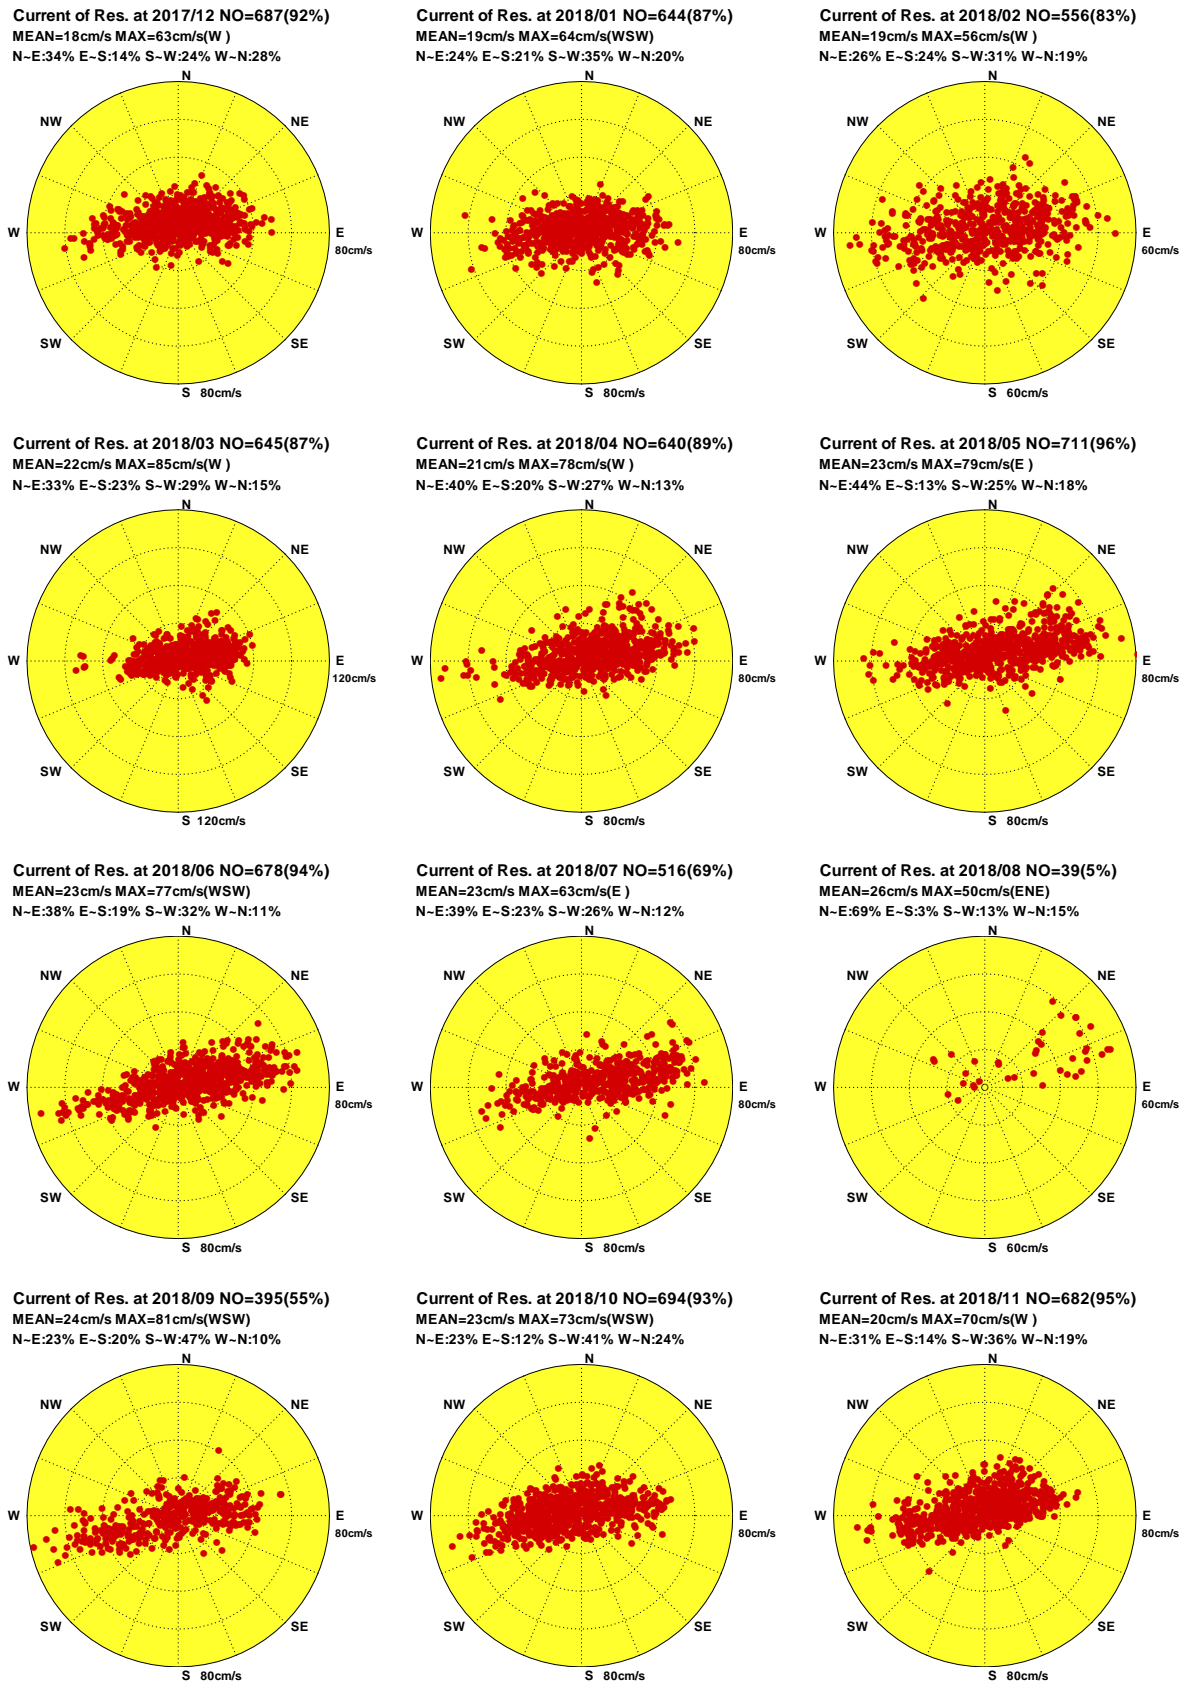 Current of Res. at 2017/12 NO=687(92%)
MEAN=18cm/s MAX=63cm/s(W )
N~E:34% E~S:14% S~W:24% W~N:28%
N
NW
NE
W
E
80cm/s
SW
SE
S 80cm/s
Current of Res. at 2018/01 NO=644(87%)
MEAN=19cm/s MAX=64cm/s(WSW)
N~E:24% E~S:21% S~W:35% W~N:20%
N
NW
NE
W
E
80cm/s
SW
SE
S 80cm/s
Current of Res. at 2018/02 NO=556(83%)
MEAN=19cm/s MAX=56cm/s(W )
N~E:26% E~S:24% S~W:31% W~N:19%
N
NW
NE
W
E
60cm/s
SW
SE
S 60cm/s
Current of Res. at 2018/03 NO=645(87%)
MEAN=22cm/s MAX=85cm/s(W )
N~E:33% E~S:23% S~W:29% W~N:15%
N
NW
NE
W
E
120cm/s
SW
SE
S 120cm/s
Current of Res. at 2018/04 NO=640(89%)
MEAN=21cm/s MAX=78cm/s(W )
N~E:40% E~S:20% S~W:27% W~N:13%
N
NW
NE
W
E
80cm/s
SW
SE
S 80cm/s
Current of Res. at 2018/05 NO=711(96%)
MEAN=23cm/s MAX=79cm/s(E )
N~E:44% E~S:13% S~W:25% W~N:18%
N
NW
NE
W
E
80cm/s
SW
SE
S 80cm/s
Current of Res. at 2018/06 NO=678(94%)
MEAN=23cm/s MAX=77cm/s(WSW)
N~E:38% E~S:19% S~W:32% W~N:11%
N
NW
NE
W
E
80cm/s
SW
SE
S 80cm/s
Current of Res. at 2018/07 NO=516(69%)
MEAN=23cm/s MAX=63cm/s(E )
N~E:39% E~S:23% S~W:26% W~N:12%
N
NW
NE
W
E
80cm/s
SW
SE
S 80cm/s
Current of Res. at 2018/08 NO=39(5%)
MEAN=26cm/s MAX=50cm/s(ENE)
N~E:69% E~S:3% S~W:13% W~N:15%
N
NW
NE
W
E
60cm/s
SW
SE
S 60cm/s
Current of Res. at 2018/09 NO=395(55%)
MEAN=24cm/s MAX=81cm/s(WSW)
N~E:23% E~S:20% S~W:47% W~N:10%
N
NW
NE
W
E
80cm/s
SW
SE
S 80cm/s
Current of Res. at 2018/10 NO=694(93%)
MEAN=23cm/s MAX=73cm/s(WSW)
N~E:23% E~S:12% S~W:41% W~N:24%
N
NW
NE
W
E
80cm/s
SW
SE
S 80cm/s
Current of Res. at 2018/11 NO=682(95%)
MEAN=20cm/s MAX=70cm/s(W )
N~E:31% E~S:14% S~W:36% W~N:19%
N
NW
NE
W
E
80cm/s
SW
SE
S 80cm/s